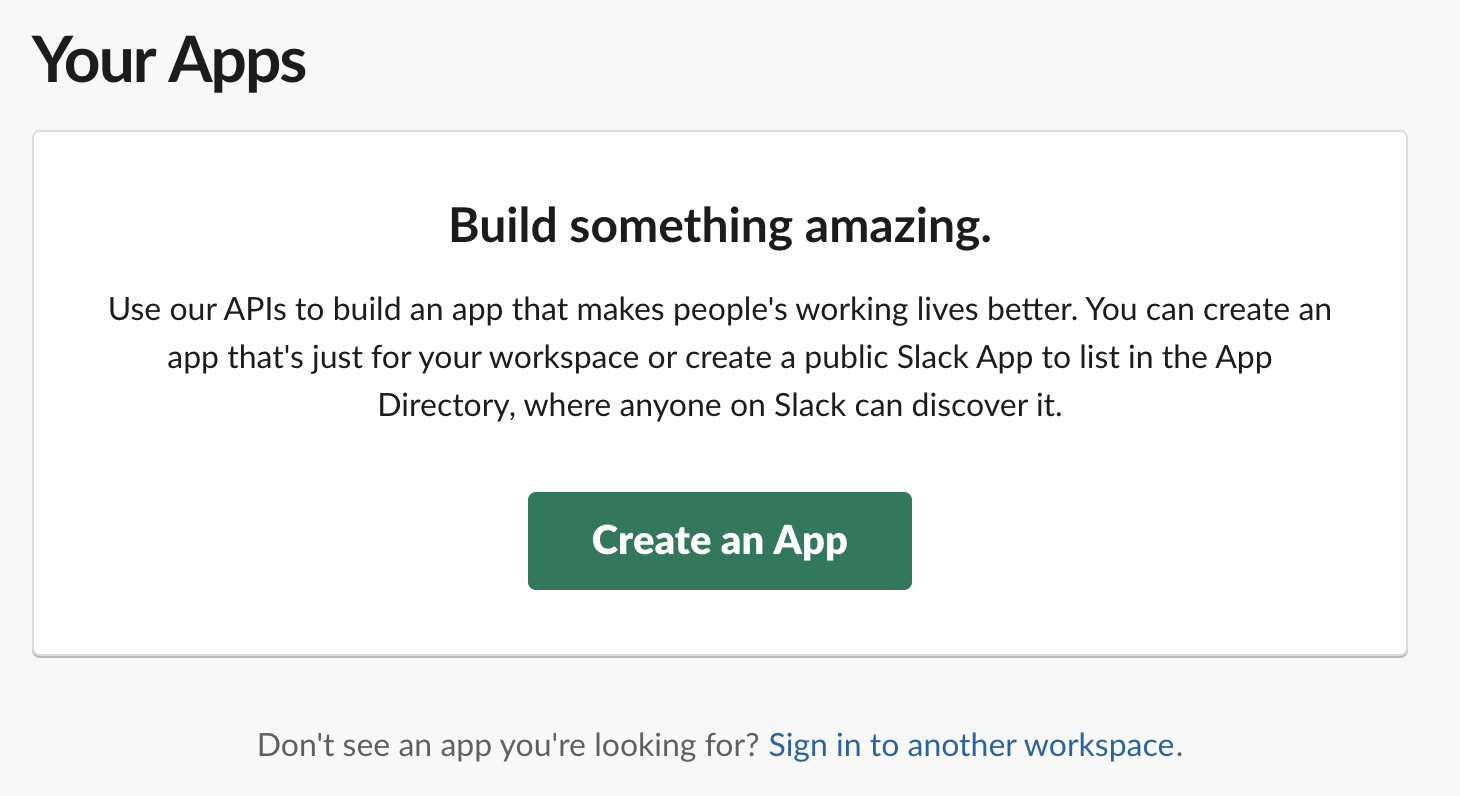 Your Apps
Build something amazing.
Use our APIs to build an app that makes people's working lives better. You can create an
app that's just for your workspace or create a public Slack App to list in the App
Directory, where anyone on Slack can discover it.
Create an App
Don't see an app you're looking for? Sign in to another workspace.